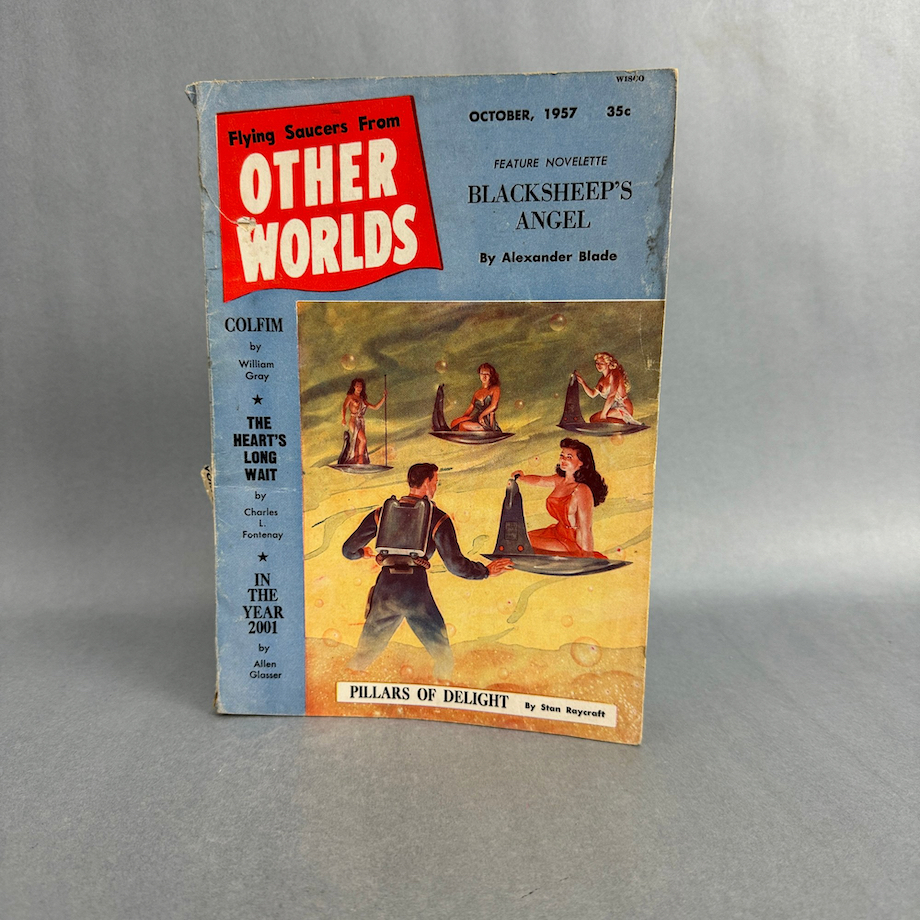 WISCO
Flying Saucers From
OTHER
WORLDS
OCTOBER, 1957 35c
FEATURE NOVELETTE
BLACKSHEEP'S
ANGEL
By Alexander Blade
COLFIM
by
William
Gray
★
THE
HEART'S
LONG
WAIT
by
Charles
L.
Fontenay
★
IN
THE
YEAR
2001
by
Allen
Glasser
PILLARS OF DELIGHT By Stan Raycraft